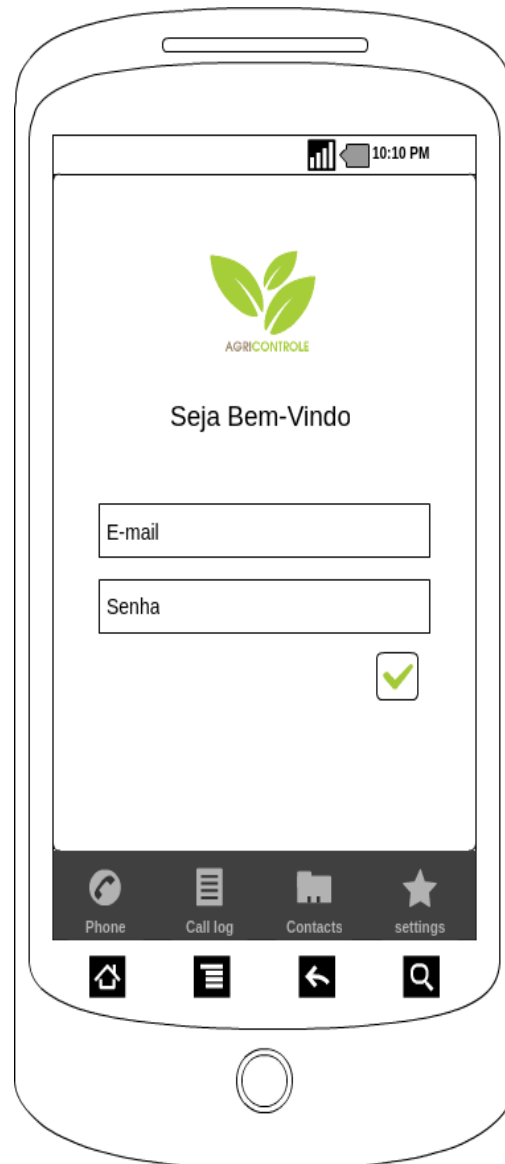 10:10 PM
AGRICONTROLE
Seja Bem-Vindo
E-mail
Senha
Phone Call log Contacts settings